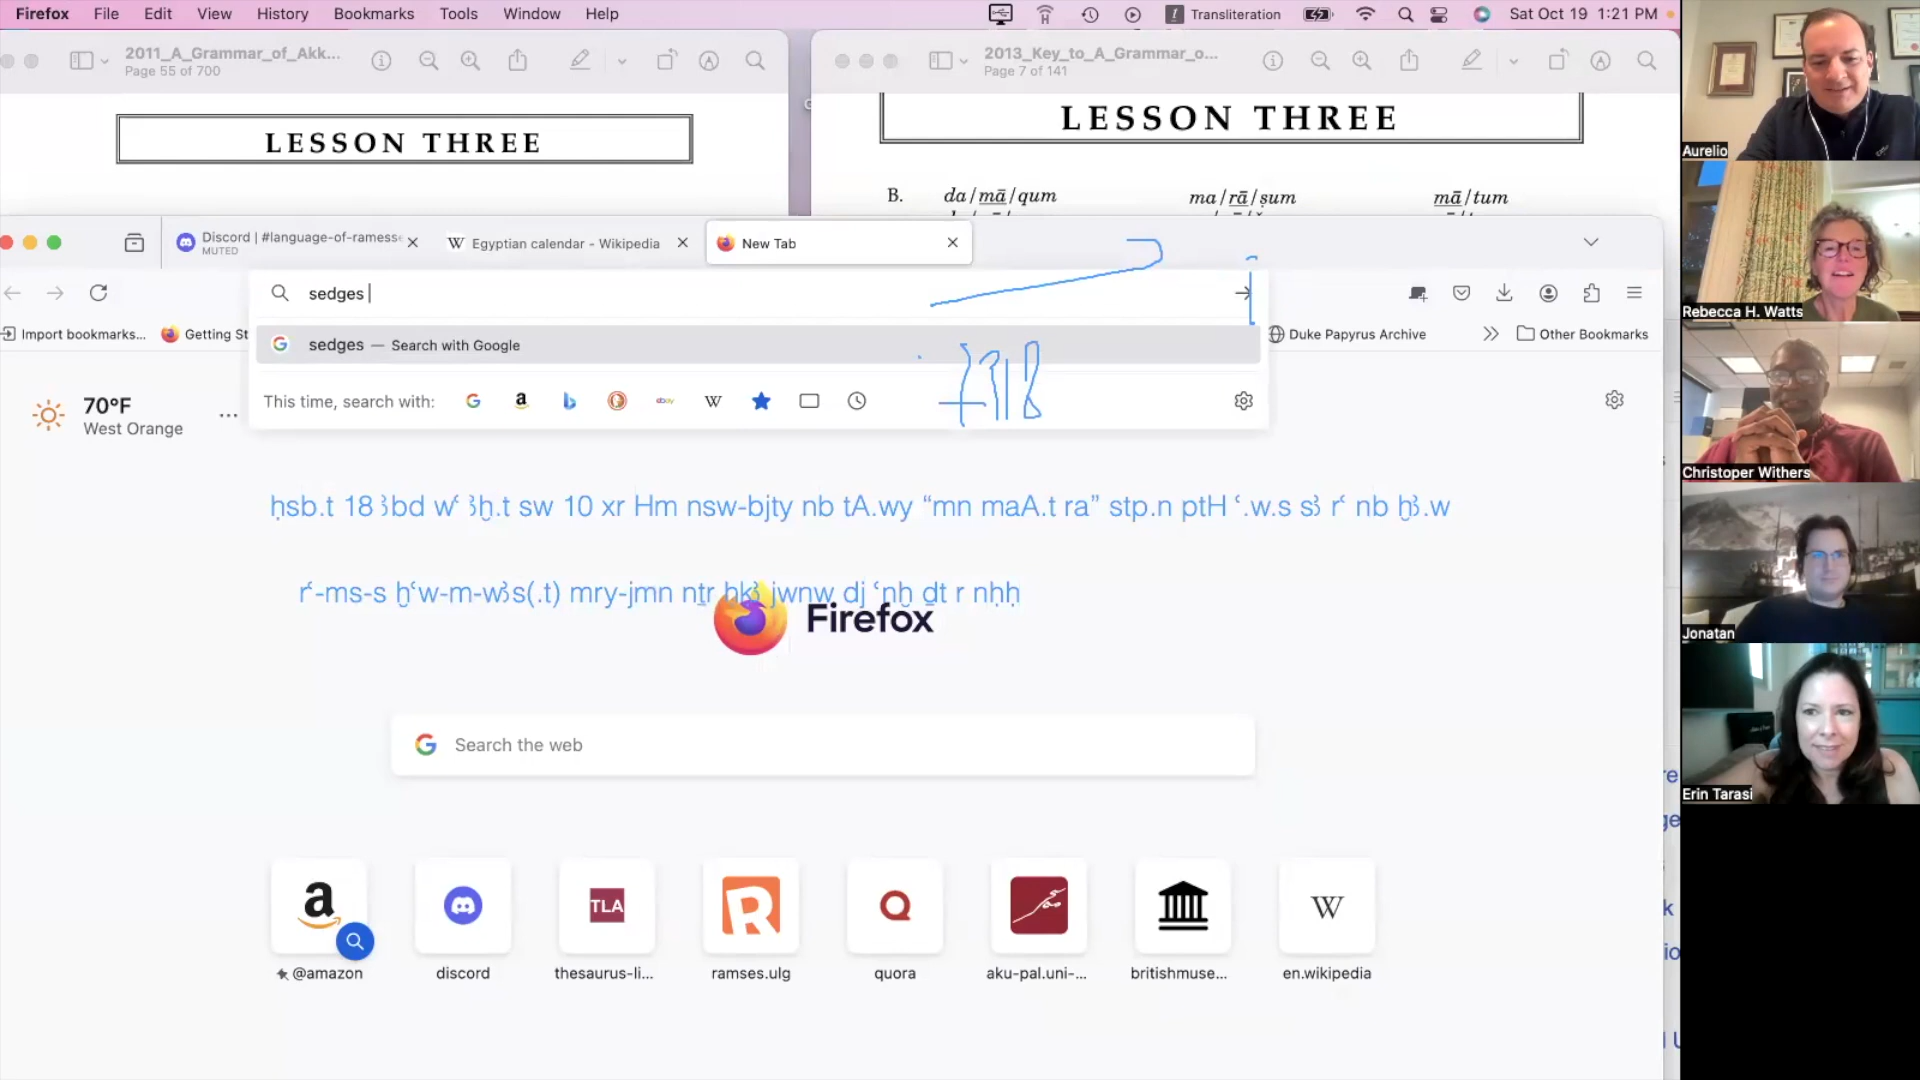 Firefox File Edit View History Bookmarks Tools Window Help Transliteration Sat Oct 19 1:21 PM
2011_A_Grammar_of_Akk...
Page 55 of 700
2013_Key_to_A_Grammar_o...
Page 7 of 141
LESSON THREE
LESSON THREE
B. da/mā/qum ma/rā/ṣum mā/tum
Discord | #language-of-ramesse
MUTED
Egyptian calendar - Wikipedia
New Tab
sedges
Import bookmarks...
Getting St
sedges — Search with Google
Duke Papyrus Archive
Other Bookmarks
This time, search with:
70°F
West Orange
ḥsb.t 18 ꜣbd wꜥ ꜣḫ.t sw 10 xr Hm nsw-bjty nb tA.wy “mn maA.t ra” stp.n ptH ꜥ.w.s sꜣ rꜥ nb ḫꜣ.w
rꜥ-ms-s ḫꜥw-m-wꜣs(.t) mry-jmn nṯr ḥkꜣ jwnw dj ꜥnḫ ḏt r nḥḥ
Firefox
Search the web
TLA
@amazon
discord
thesaurus-li...
ramses.ulg
quora
aku-pal.uni-...
britishmuse...
en.wikipedia
Aurelio
Rebecca H. Watts
Christoper Withers
Jonatan
Erin Tarasi